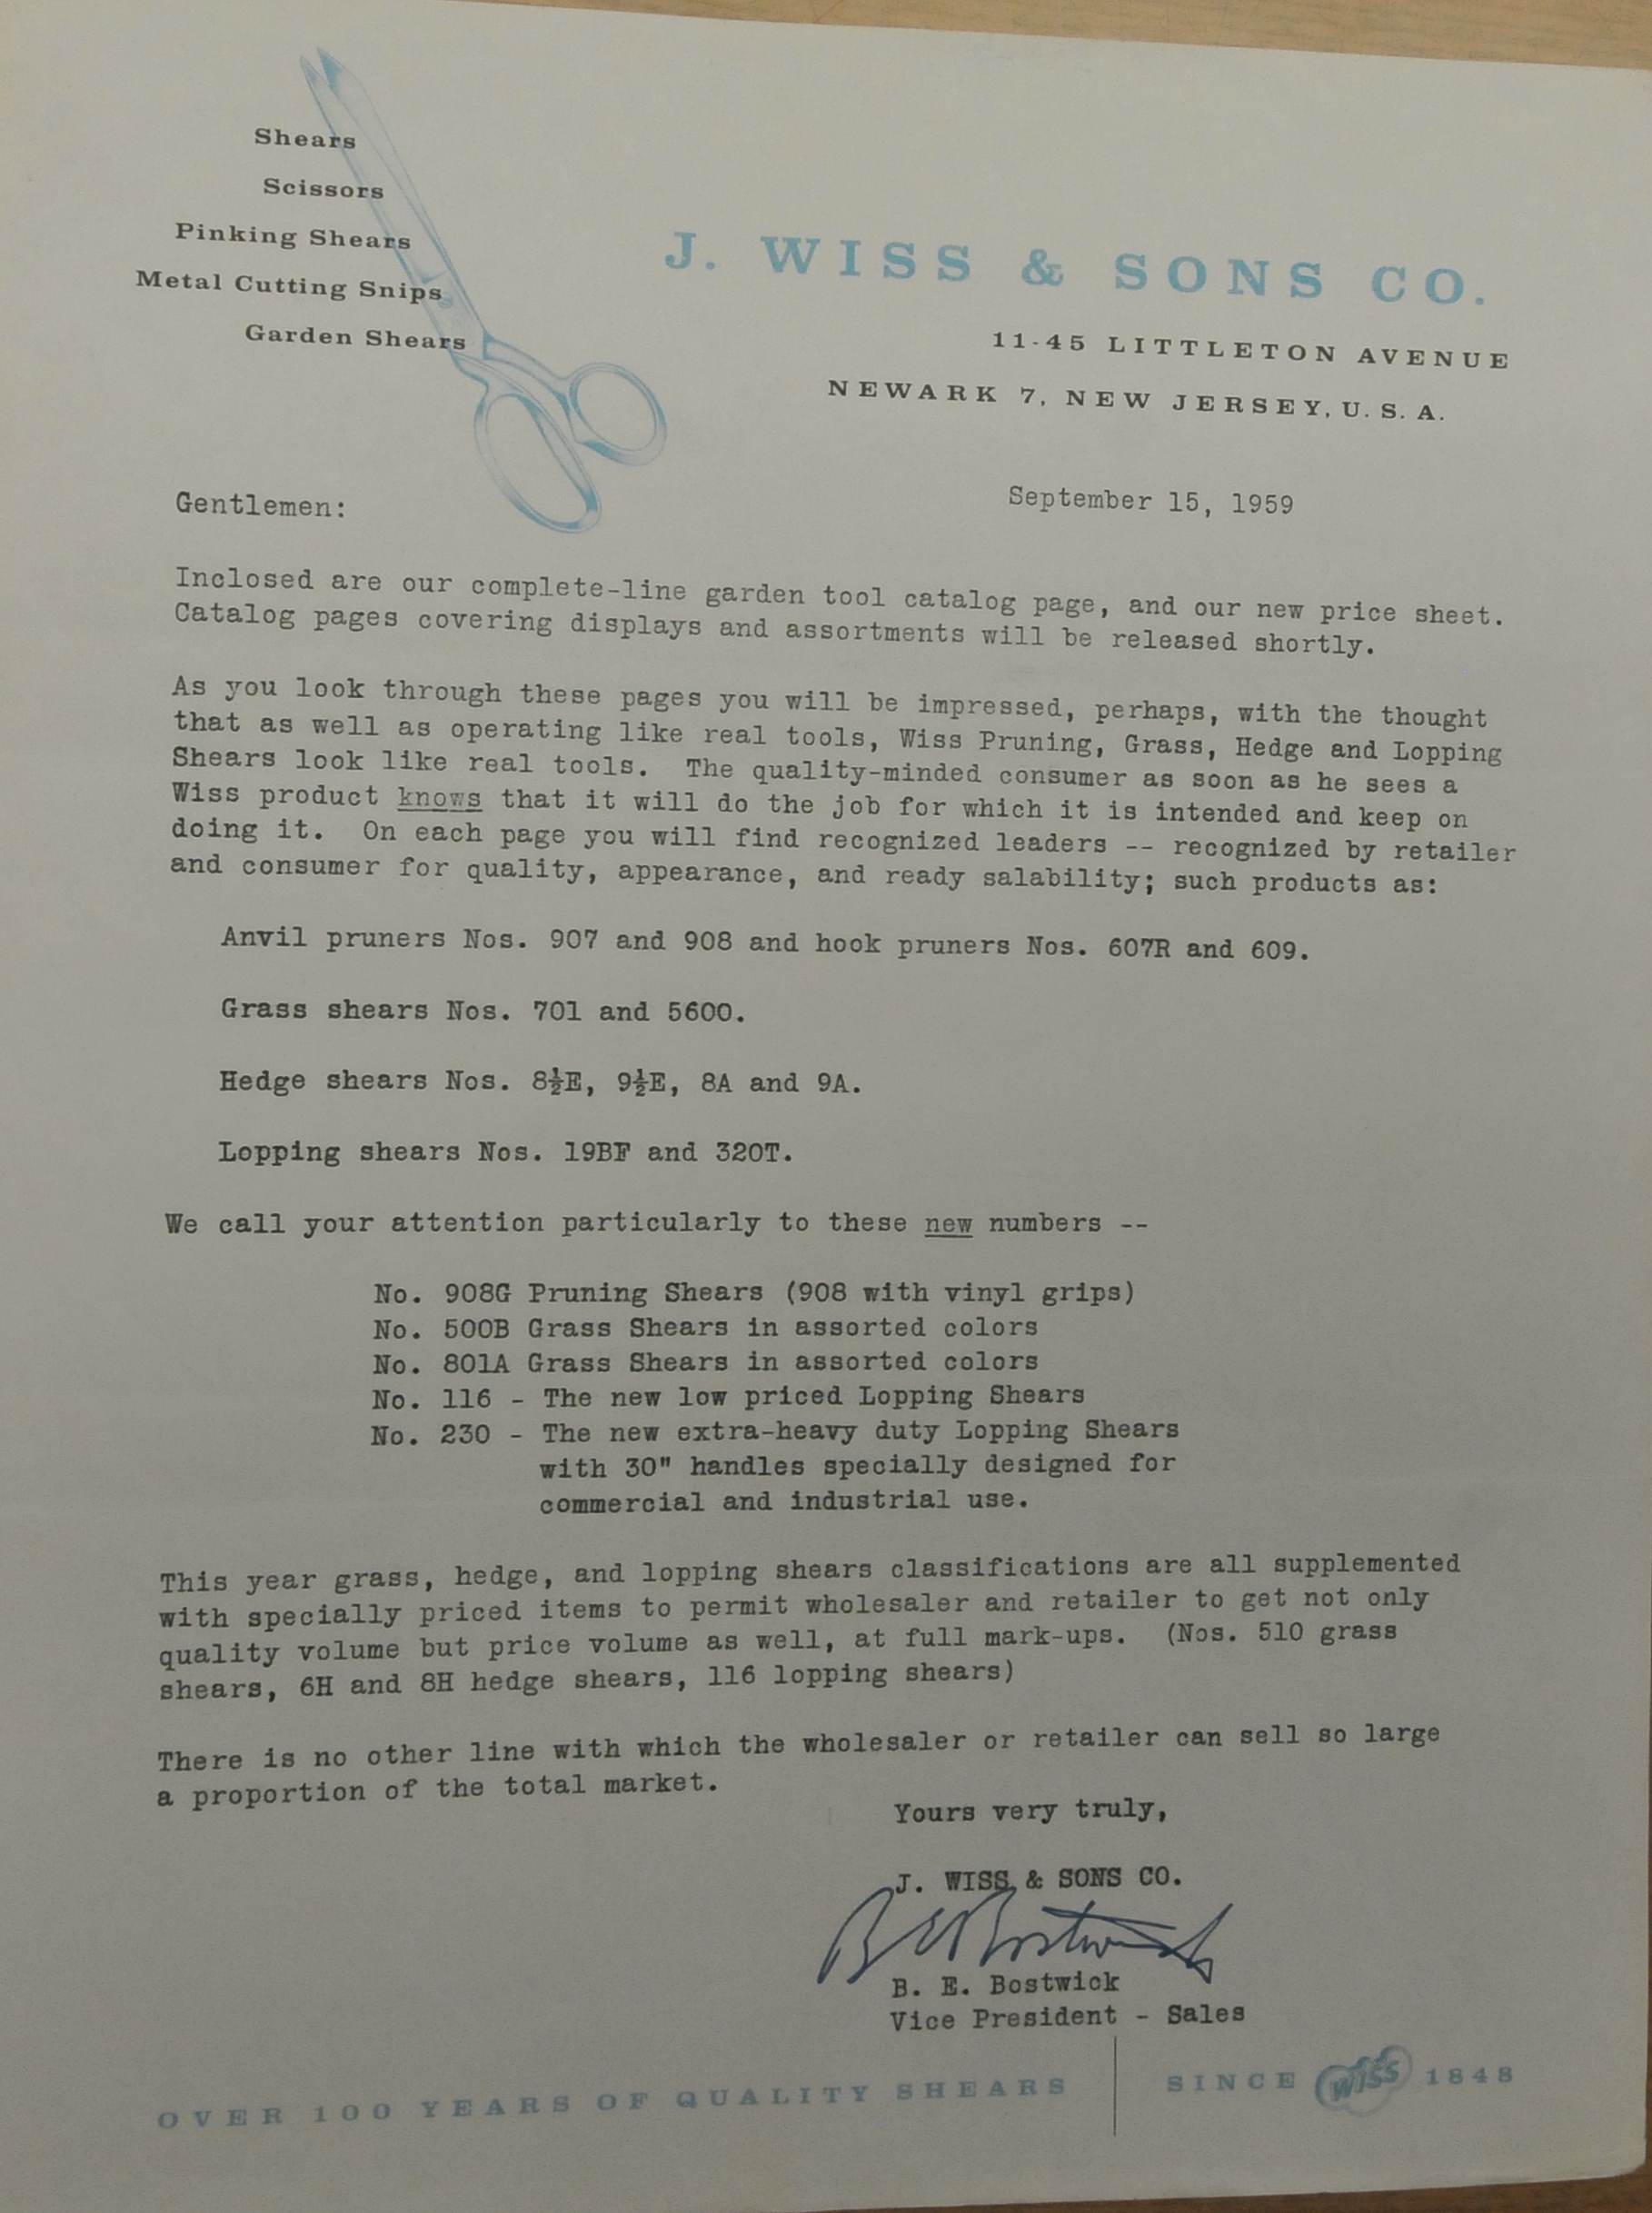 Shears
Scissors
Pinking Shears
Metal Cutting Snips
Garden Shears
J. WISS & SONS CO.
11-45 LITTLETON AVENUE
NEWARK 7, NEW JERSEY, U. S. A.
September 15, 1959
Gentlemen:
Inclosed are our complete-line garden tool catalog page, and our new price sheet.
Catalog pages covering displays and assortments will be released shortly.
As you look through these pages you will be impressed, perhaps, with the thought
that as well as operating like real tools, Wiss Pruning, Grass, Hedge and Lopping
Shears look like real tools.  The quality-minded consumer as soon as he sees a
Wiss product knows that it will do the job for which it is intended and keep on
doing it.  On each page you will find recognized leaders -- recognized by retailer
and consumer for quality, appearance, and ready salability; such products as:
Anvil pruners Nos. 907 and 908 and hook pruners Nos. 607R and 609.
Grass shears Nos. 701 and 5600.
Hedge shears Nos. 8½E, 9½E, 8A and 9A.
Lopping shears Nos. 19BF and 320T.
We call your attention particularly to these new numbers --
No. 908G Pruning Shears (908 with vinyl grips)
No. 500B Grass Shears in assorted colors
No. 801A Grass Shears in assorted colors
No. 116 - The new low priced Lopping Shears
No. 230 - The new extra-heavy duty Lopping Shears
with 30" handles specially designed for
commercial and industrial use.
This year grass, hedge, and lopping shears classifications are all supplemented
with specially priced items to permit wholesaler and retailer to get not only
quality volume but price volume as well, at full mark-ups.  (Nos. 510 grass
shears, 6H and 8H hedge shears, 116 lopping shears)
There is no other line with which the wholesaler or retailer can sell so large
a proportion of the total market.
Yours very truly,
J. WISS & SONS CO.
B E Bostwick
B. E. Bostwick
Vice President - Sales
OVER 100 YEARS OF QUALITY SHEARS | SINCE WISS 1848